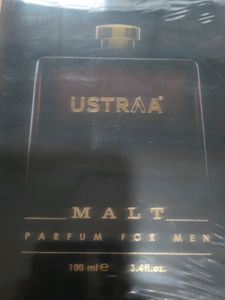 USTRAA®
MALT
PARFUM FOR MEN
100 ml ℮ 3.4fl.oz.